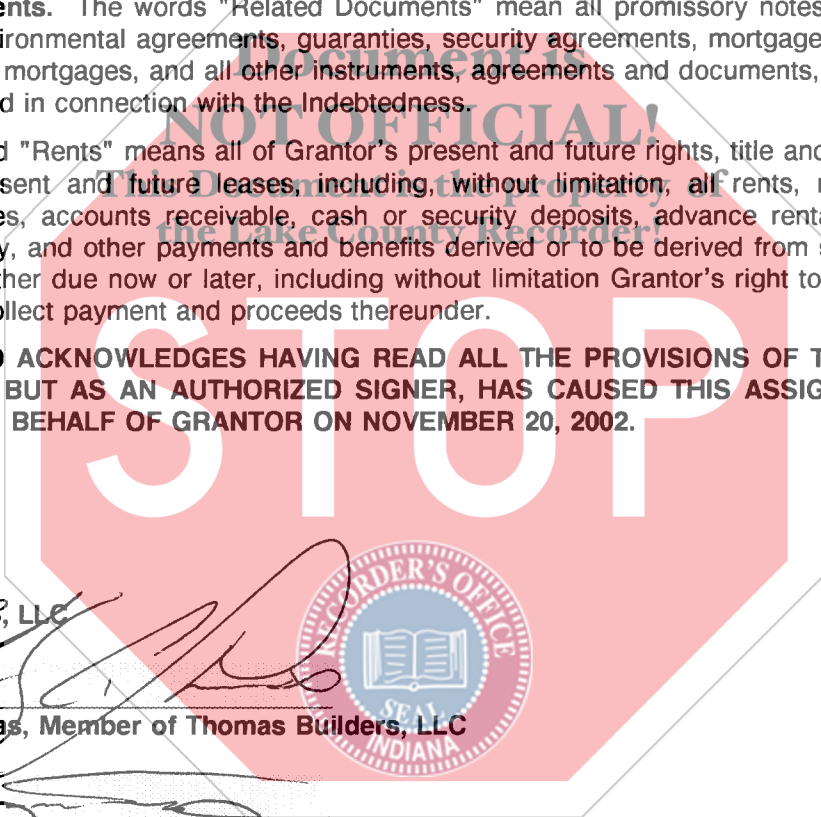 ents. The words "Related Documents" mean all promissory notes
ironmental agreements, guaranties, security agreements, mortgage
mortgages, and all other instruments, agreements and documents,
d in connection with the Indebtedness.
Document is
NOT OFFICIAL!
This Document is the property of
the Lake County Recorder!
d "Rents" means all of Grantor's present and future rights, title and
sent and future leases, including, without limitation, all rents,
es, accounts receivable, cash or security deposits, advance renta
y, and other payments and benefits derived or to be derived from s
ther due now or later, including without limitation Grantor's right to
ollect payment and proceeds thereunder.
ACKNOWLEDGES HAVING READ ALL THE PROVISIONS OF T
BUT AS AN AUTHORIZED SIGNER, HAS CAUSED THIS ASSIG
BEHALF OF GRANTOR ON NOVEMBER 20, 2002.
STOP
, LLC
as, Member of Thomas Builders, LLC
RECORDER'S OFFICE
SEAL
INDIANA